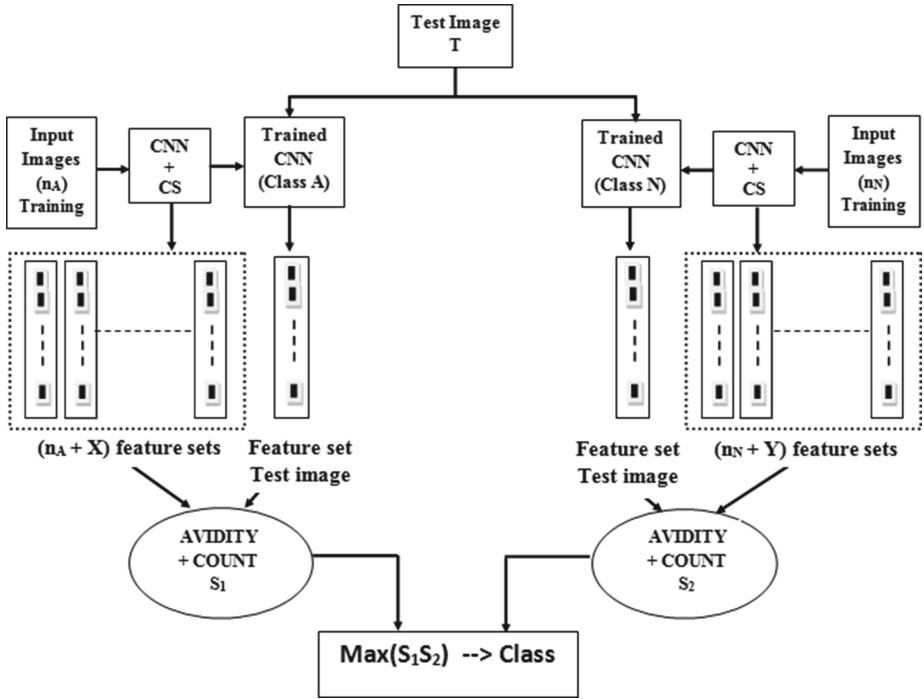 Test Image
T
Input
Images
(nA)
Training
CNN
+
CS
Trained
CNN
(Class A)
Trained
CNN
(Class N)
CNN
+
CS
Input
Images
(nN)
Training
(nA + X) feature sets
Feature set
Test image
Feature set
Test image
(nN + Y) feature sets
AVIDITY
+ COUNT
S1
AVIDITY
+ COUNT
S2
Max(S1S2) --> Class